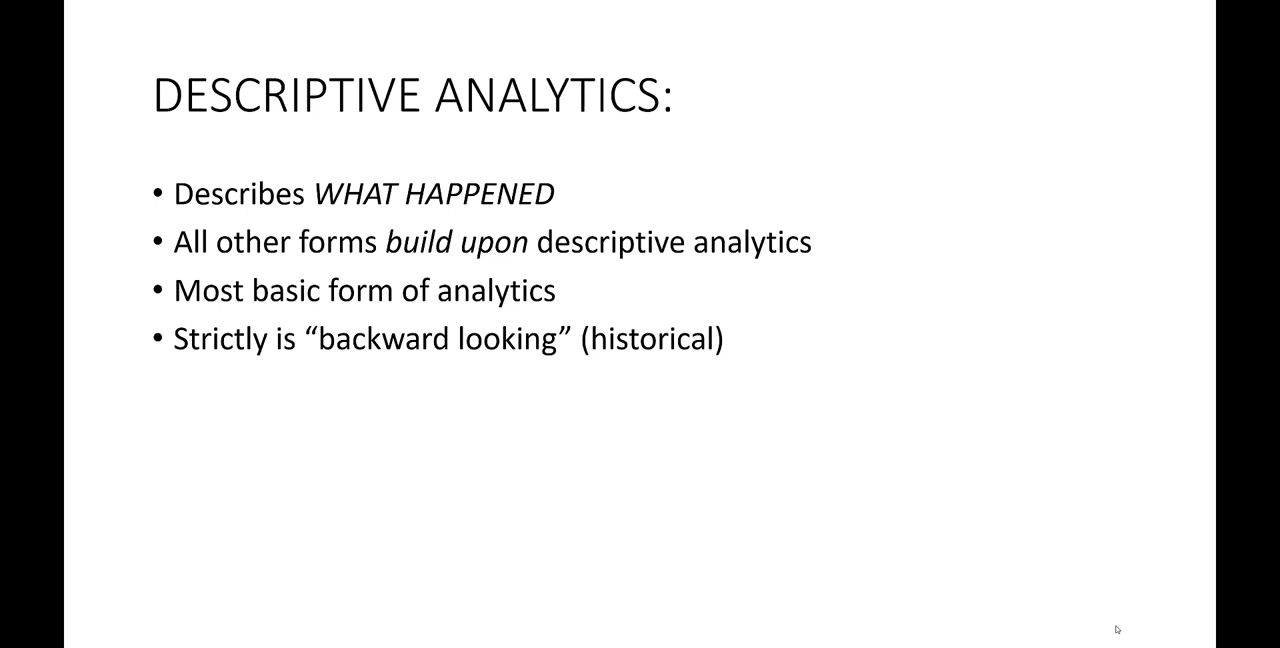 DESCRIPTIVE ANALYTICS:
• Describes WHAT HAPPENED
• All other forms build upon descriptive analytics
• Most basic form of analytics
• Strictly is “backward looking” (historical)